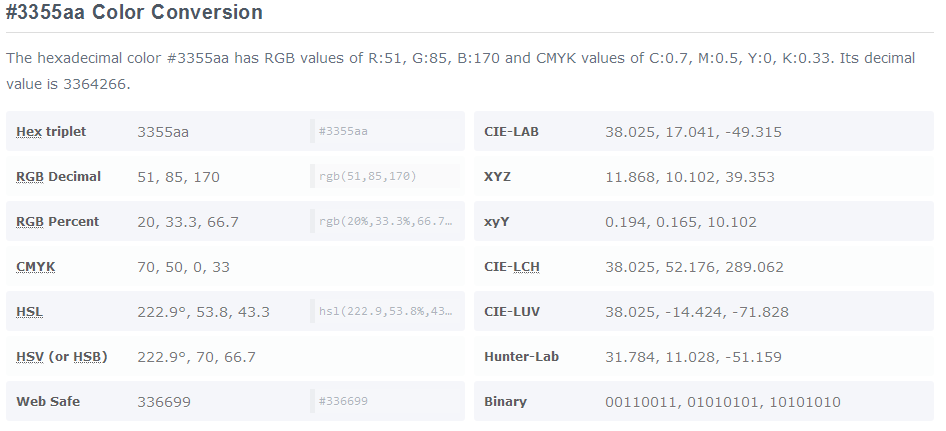 #3355aa Color Conversion
The hexadecimal color #3355aa has RGB values of R:51, G:85, B:170 and CMYK values of C:0.7, M:0.5, Y:0, K:0.33. Its decimal
value is 3364266.
Hex triplet 3355aa #3355aa
RGB Decimal 51, 85, 170 rgb(51,85,170)
RGB Percent 20, 33.3, 66.7 rgb(20%,33.3%,66.7…
CMYK 70, 50, 0, 33
HSL 222.9°, 53.8, 43.3 hsl(222.9,53.8%,43…
HSV (or HSB) 222.9°, 70, 66.7
Web Safe 336699 #336699
CIE-LAB 38.025, 17.041, -49.315
XYZ 11.868, 10.102, 39.353
xyY 0.194, 0.165, 10.102
CIE-LCH 38.025, 52.176, 289.062
CIE-LUV 38.025, -14.424, -71.828
Hunter-Lab 31.784, 11.028, -51.159
Binary 00110011, 01010101, 10101010